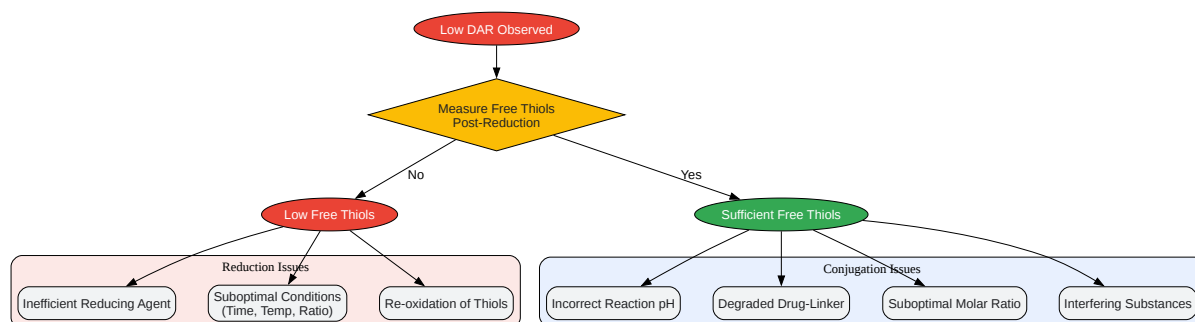 Low DAR Observed
Measure Free Thiols
Post-Reduction
No
Yes
Low Free Thiols
Sufficient Free Thiols
Reduction Issues
Conjugation Issues
Inefficient Reducing Agent
Suboptimal Conditions
(Time, Temp, Ratio)
Re-oxidation of Thiols
Incorrect Reaction pH
Degraded Drug-Linker
Suboptimal Molar Ratio
Interfering Substances